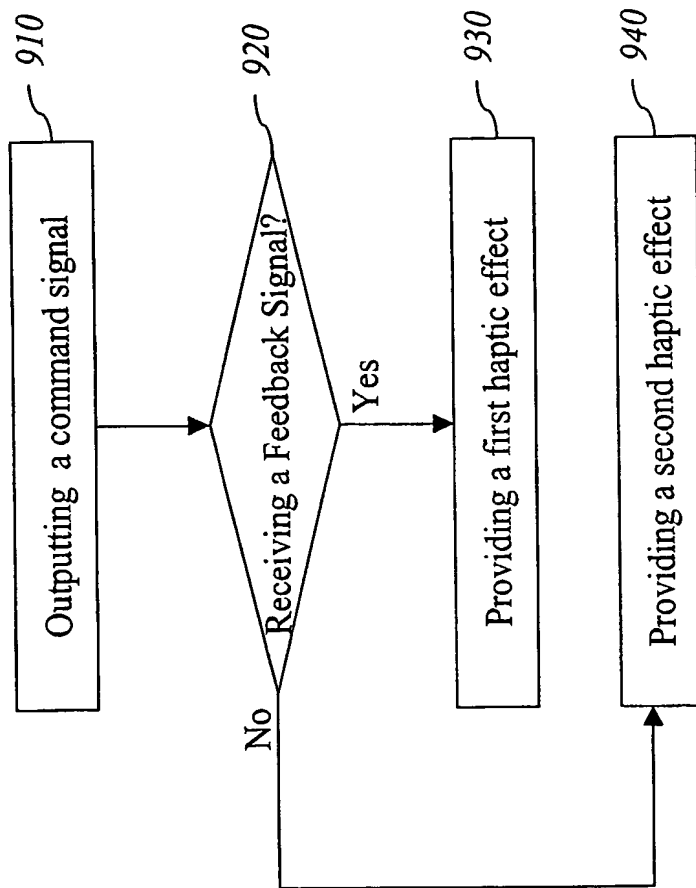 910
Outputting a command signal
920
Receiving a Feedback Signal?
No
Yes
930
Providing a first haptic effect
940
Providing a second haptic effect